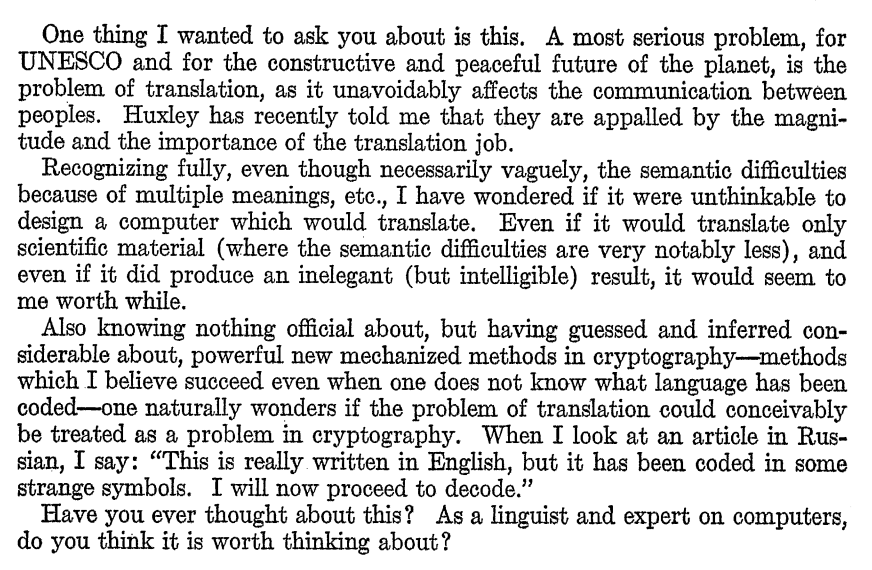 One thing I wanted to ask you about is this. A most serious problem, for
UNESCO and for the constructive and peaceful future of the planet, is the
problem of translation, as it unavoidably affects the communication between
peoples. Huxley has recently told me that they are appalled by the magni-
tude and the importance of the translation job.
Recognizing fully, even though necessarily vaguely, the semantic difficulties
because of multiple meanings, etc., I have wondered if it were unthinkable to
design a computer which would translate. Even if it would translate only
scientific material (where the semantic difficulties are very notably less), and
even if it did produce an inelegant (but intelligible) result, it would seem to
me worth while.
Also knowing nothing official about, but having guessed and inferred con-
siderable about, powerful new mechanized methods in cryptography—methods
which I believe succeed even when one does not know what language has been
coded—one naturally wonders if the problem of translation could conceivably
be treated as a problem in cryptography. When I look at an article in Rus-
sian, I say: “This is really written in English, but it has been coded in some
strange symbols. I will now proceed to decode.”
Have you ever thought about this? As a linguist and expert on computers,
do you think it is worth thinking about?